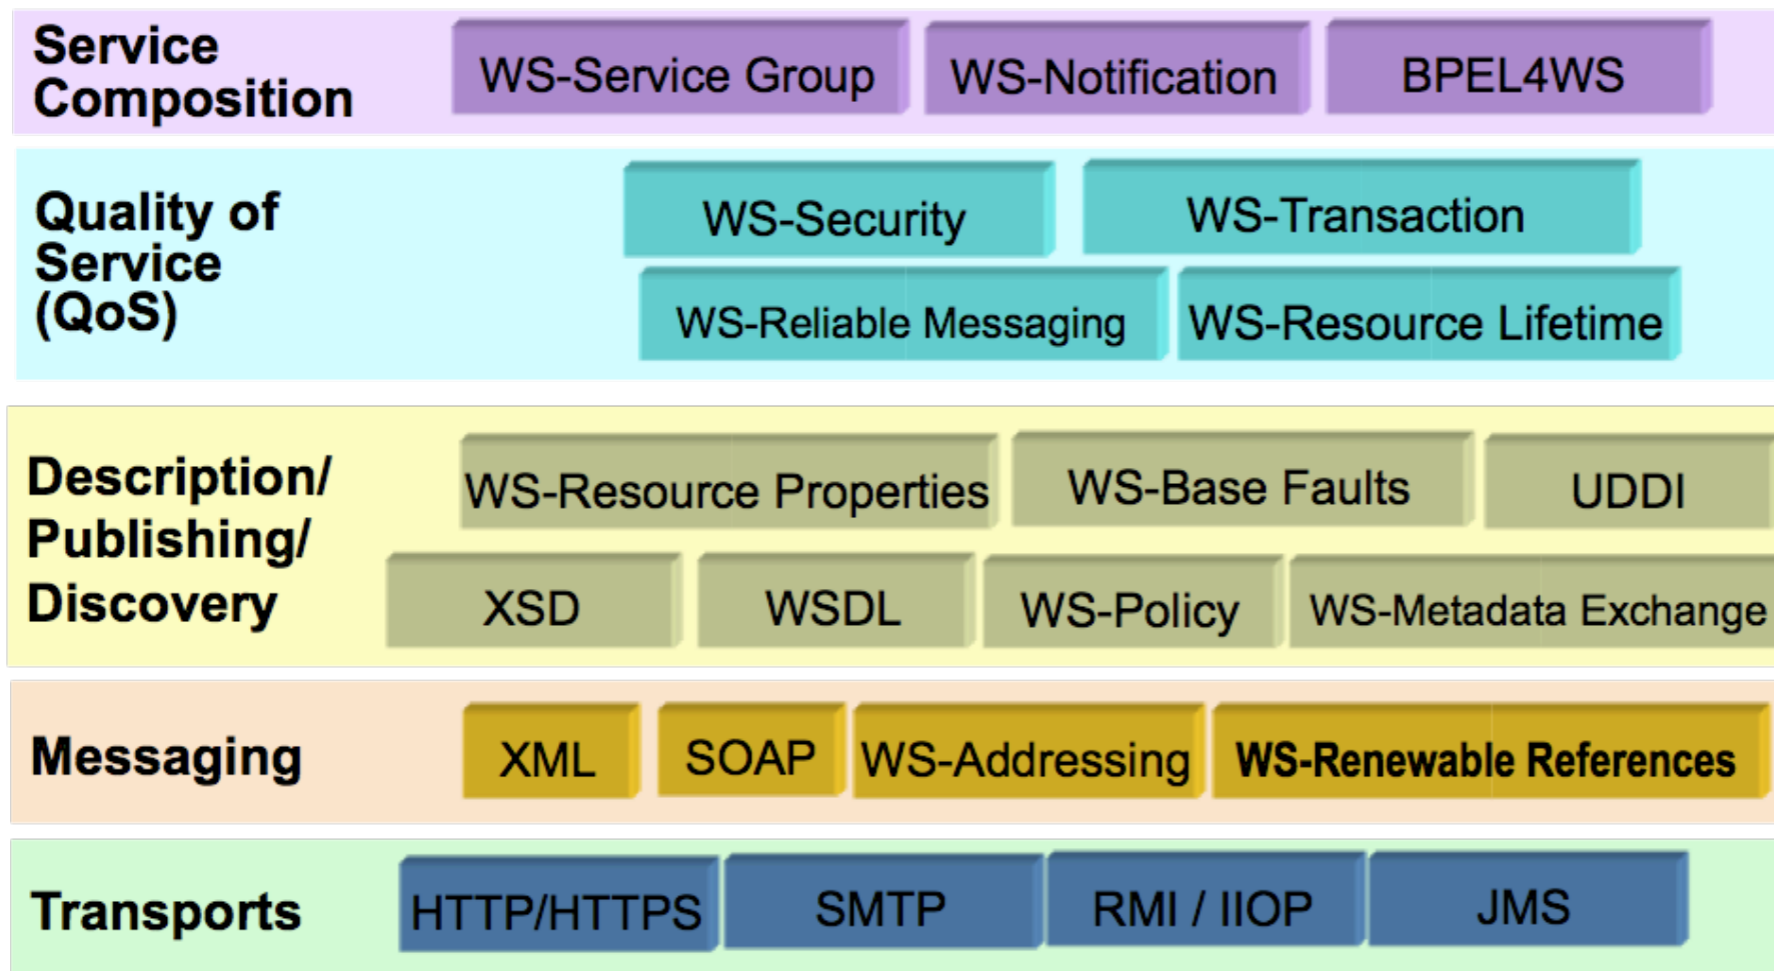 Service
Composition
WS-Service Group
WS-Notification
BPEL4WS
Quality of
Service
(QoS)
WS-Security
WS-Transaction
WS-Reliable Messaging
WS-Resource Lifetime
Description/
Publishing/
Discovery
WS-Resource Properties
WS-Base Faults
UDDI
XSD
WSDL
WS-Policy
WS-Metadata Exchange
Messaging
XML
SOAP
WS-Addressing
WS-Renewable References
Transports
HTTP/HTTPS
SMTP
RMI / IIOP
JMS